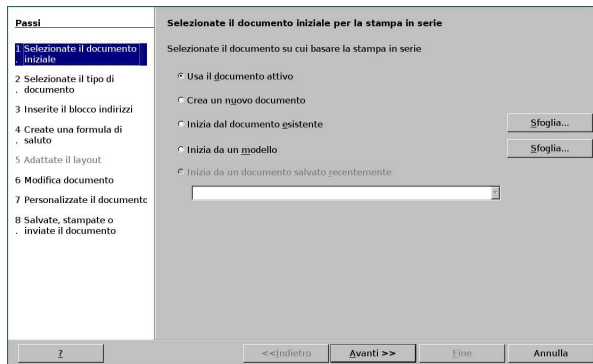 Passi
1 Selezionate il documento
. iniziale
2 Selezionate il tipo di
. documento
3 Inserite il blocco indirizzi
4 Create una formula di
. saluto
5 Adattate il layout
6 Modifica documento
7 Personalizzate il documentc
8 Salvate, stampate o
. inviate il documento
Selezionate il documento iniziale per la stampa in serie
Selezionate il documento su cui basare la stampa in serie
Usa il documento attivo
Crea un nuovo documento
Inizia dal documento esistente
Sfoglia...
Inizia da un modello
Sfoglia...
Inizia da un documento salvato recentemente
?
<<Indietro
Avanti >>
Fine
Annulla